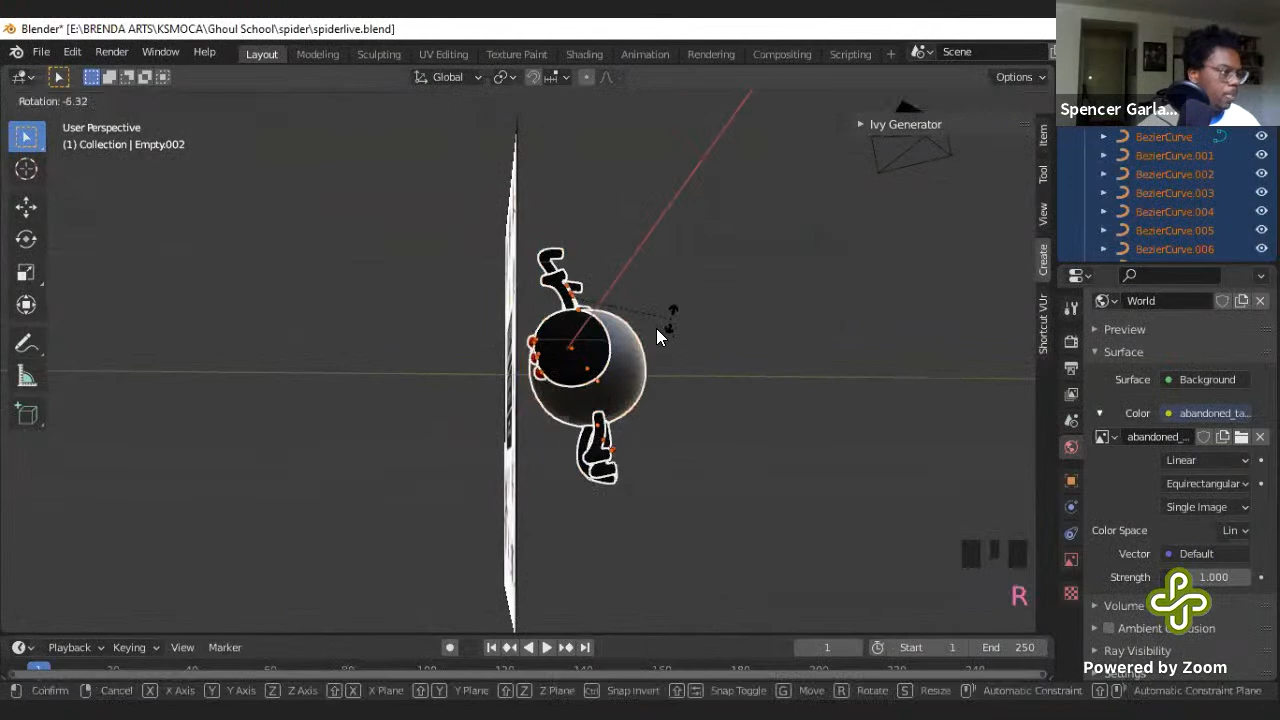 Blender* [E:\BRENDA ARTS\KSMOCA\Ghoul School\spider\spiderlive.blend]
File Edit Render Window Help Layout Modeling Sculpting UV Editing Texture Paint Shading Animation Rendering Compositing Scripting + Scene
Global Options
Rotation: -6.32
User Perspective
(1) Collection | Empty.002
Ivy Generator
Item
Tool
View
Create
Shortcut VUr
Spencer Garla...
BezierCurve
BezierCurve.001
BezierCurve.002
BezierCurve.003
BezierCurve.004
BezierCurve.005
BezierCurve.006
World
Preview
Surface
Surface Background
Color abandoned_ta...
abandoned_...
Linear
Equirectangular
Single Image
Color Space Lin
Vector Default
Strength 1.000
Volume
Ambient Occlusion
Ray Visibility
Settings
R
Powered by Zoom
Playback Keying View Marker 1 Start 1 End 250
Confirm Cancel X X Axis Y Y Axis Z Z Axis X X Plane Y Y Plane Z Z Plane Ctrl Snap Invert Snap Toggle G Move R Rotate S Resize Automatic Constraint Automatic Constraint Plane